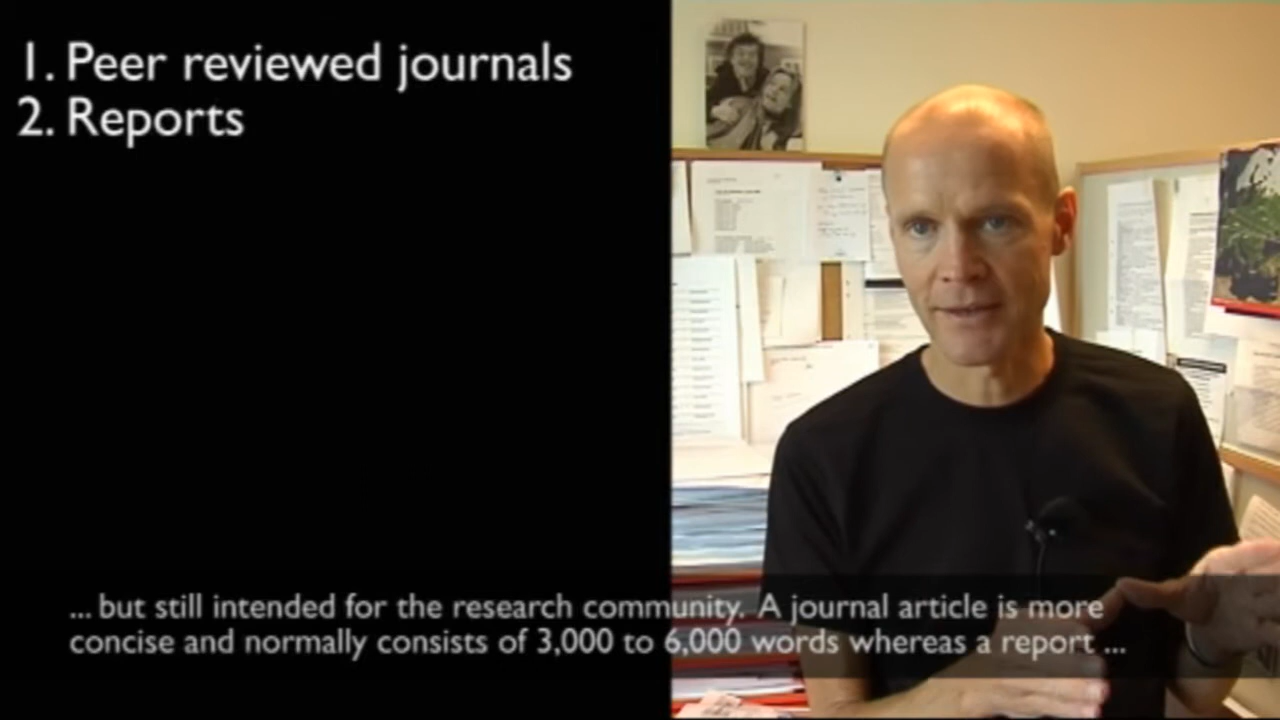 1. Peer reviewed journals
2. Reports
... but still intended for the research community. A journal article is more
concise and normally consists of 3,000 to 6,000 words whereas a report ...